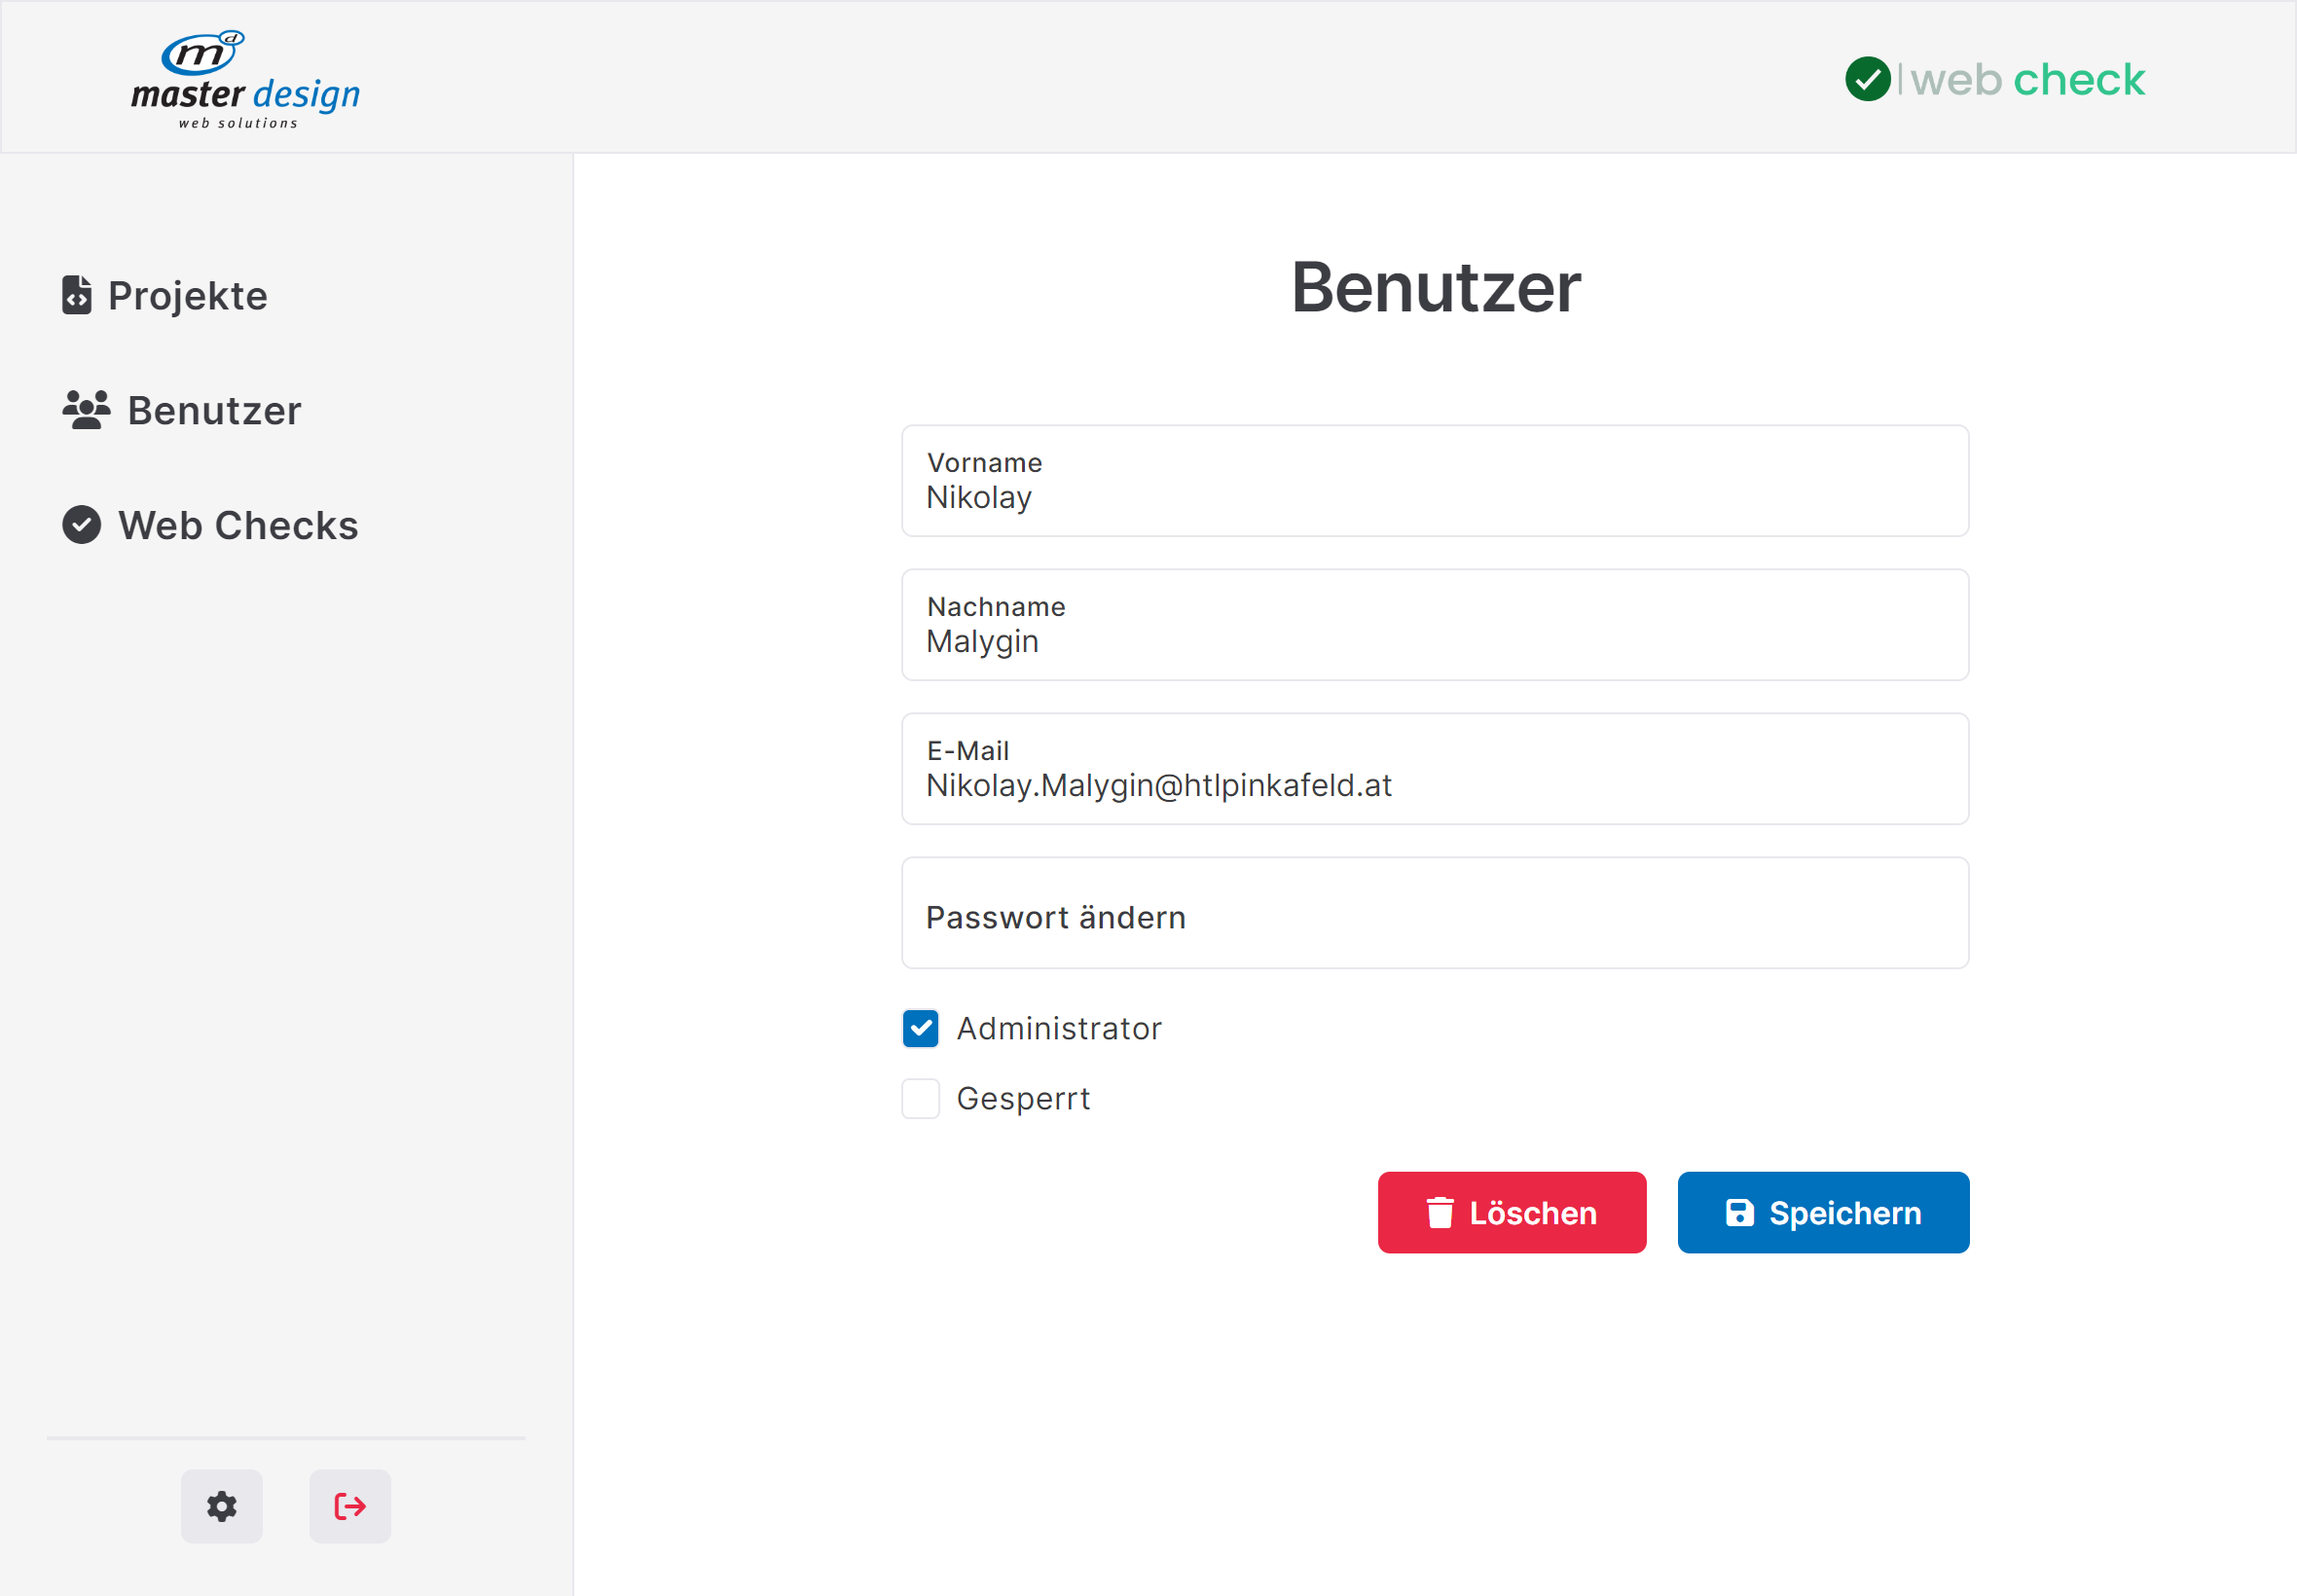 md
master design
web solutions
web check
Projekte
Benutzer
Web Checks
Benutzer
Vorname
Nikolay
Nachname
Malygin
E-Mail
Nikolay.Malygin@htlpinkafeld.at
Passwort ändern
Administrator
Gesperrt
Löschen
Speichern